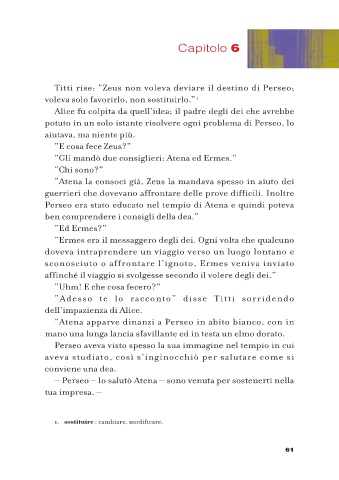 Capitolo 6
Titti rise: "Zeus non voleva deviare il destino di Perseo;
voleva solo favorirlo, non sostituirlo." ¹
Alice fu colpita da quell'idea; il padre degli dei che avrebbe
potuto in un solo istante risolvere ogni problema di Perseo, lo
aiutava, ma niente più.
"E cosa fece Zeus?"
"Gli mandò due consiglieri: Atena ed Ermes."
"Chi sono?"
"Atena la consoci già, Zeus la mandava spesso in aiuto dei
guerrieri che dovevano affrontare delle prove difficili. Inoltre
Perseo era stato educato nel tempio di Atena e quindi poteva
ben comprendere i consigli della dea."
"Ed Ermes?"
"Ermes era il messaggero degli dei. Ogni volta che qualcuno
doveva intraprendere un viaggio verso un luogo lontano e
sconosciuto o affrontare l'ignoto, Ermes veniva inviato
affinché il viaggio si svolgesse secondo il volere degli dei."
"Uhm! E che cosa fecero?"
"Adesso te lo racconto" disse Titti sorridendo
dell'impazienza di Alice.
"Atena apparve dinanzi a Perseo in abito bianco, con in
mano una lunga lancia sfavillante ed in testa un elmo dorato.
Perseo aveva visto spesso la sua immagine nel tempio in cui
aveva studiato, così s'inginocchiò per salutare come si
conviene una dea.
– Perseo – lo salutò Atena – sono venuta per sostenerti nella
tua impresa. –
1. sostituire : cambiare, modificare.
61